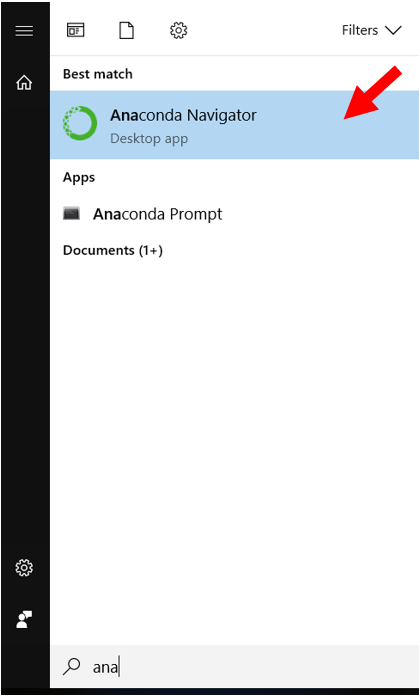 Filters
Best match
Anaconda Navigator
Desktop app
Apps
Anaconda Prompt
Documents (1+)
ana